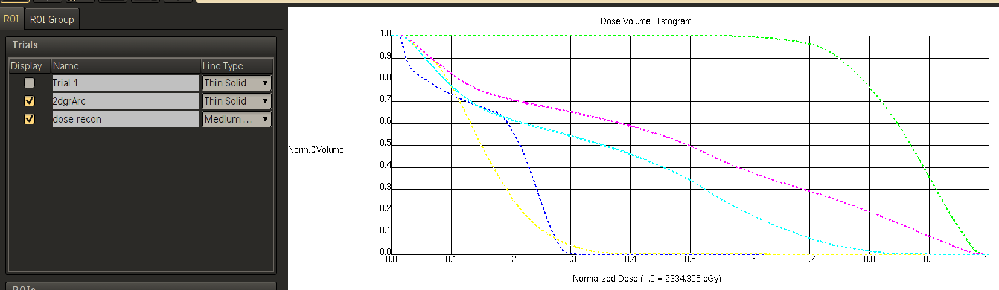 ROI ROI Group
Trials
Display Name Line Type
Trial_1 Thin Solid
2dgrArc Thin Solid
dose_recon Medium ...
Dose Volume Histogram
1.0
0.9
0.8
0.7
0.6
0.5
Norm. Volume
0.4
0.3
0.2
0.1
0.0
0.0 0.1 0.2 0.3 0.4 0.5 0.6 0.7 0.8 0.9 1.0
Normalized Dose (1.0 = 2334.305 cGy)